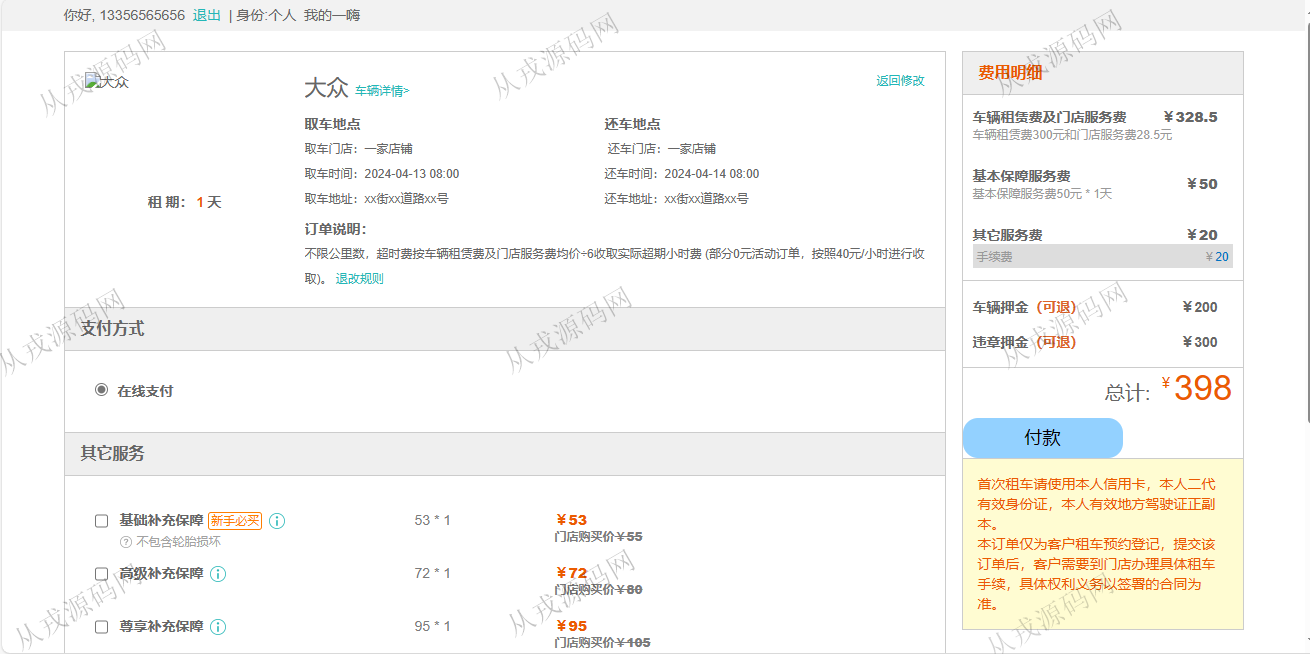 你好, 13356565656 退出 | 身份:个人 我的一嗨
大众
大众 车辆详情>
返回修改
取车地点
还车地点
取车门店：一家店铺
还车门店：一家店铺
取车时间：2024-04-13 08:00
还车时间：2024-04-14 08:00
取车地址：xx街xx道路xx号
还车地址：xx街xx道路xx号
租 期： 1 天
订单说明：
不限公里数，超时费按车辆租赁费及门店服务费均价÷6收取实际超期小时费 (部分0元活动订单，按照40元/小时进行收
取)。 退改规则
支付方式
在线支付
其它服务
基础补充保障 新手必买
53 * 1
¥53
门店购买价¥55
不包含轮胎损坏
高级补充保障
72 * 1
¥72
门店购买价¥80
尊享补充保障
95 * 1
¥95
门店购买价¥105
费用明细
车辆租赁费及门店服务费 ¥328.5
车辆租赁费300元和门店服务费28.5元
基本保障服务费 ¥50
基本保障服务费50元 * 1天
其它服务费 ¥20
手续费 ¥20
车辆押金（可退） ¥200
违章押金（可退） ¥300
总计: ¥398
付款
首次租车请使用本人信用卡，本人二代
有效身份证，本人有效地方驾驶证正副
本。
本订单仅为客户租车预约登记，提交该
订单后，客户需要到门店办理具体租车
手续，具体权利义务以签署的合同为
准。
从戎源码网
从戎源码网
从戎源码网
从戎源码网
从戎源码网
从戎源码网
从戎源码网
从戎源码网
从戎源码网